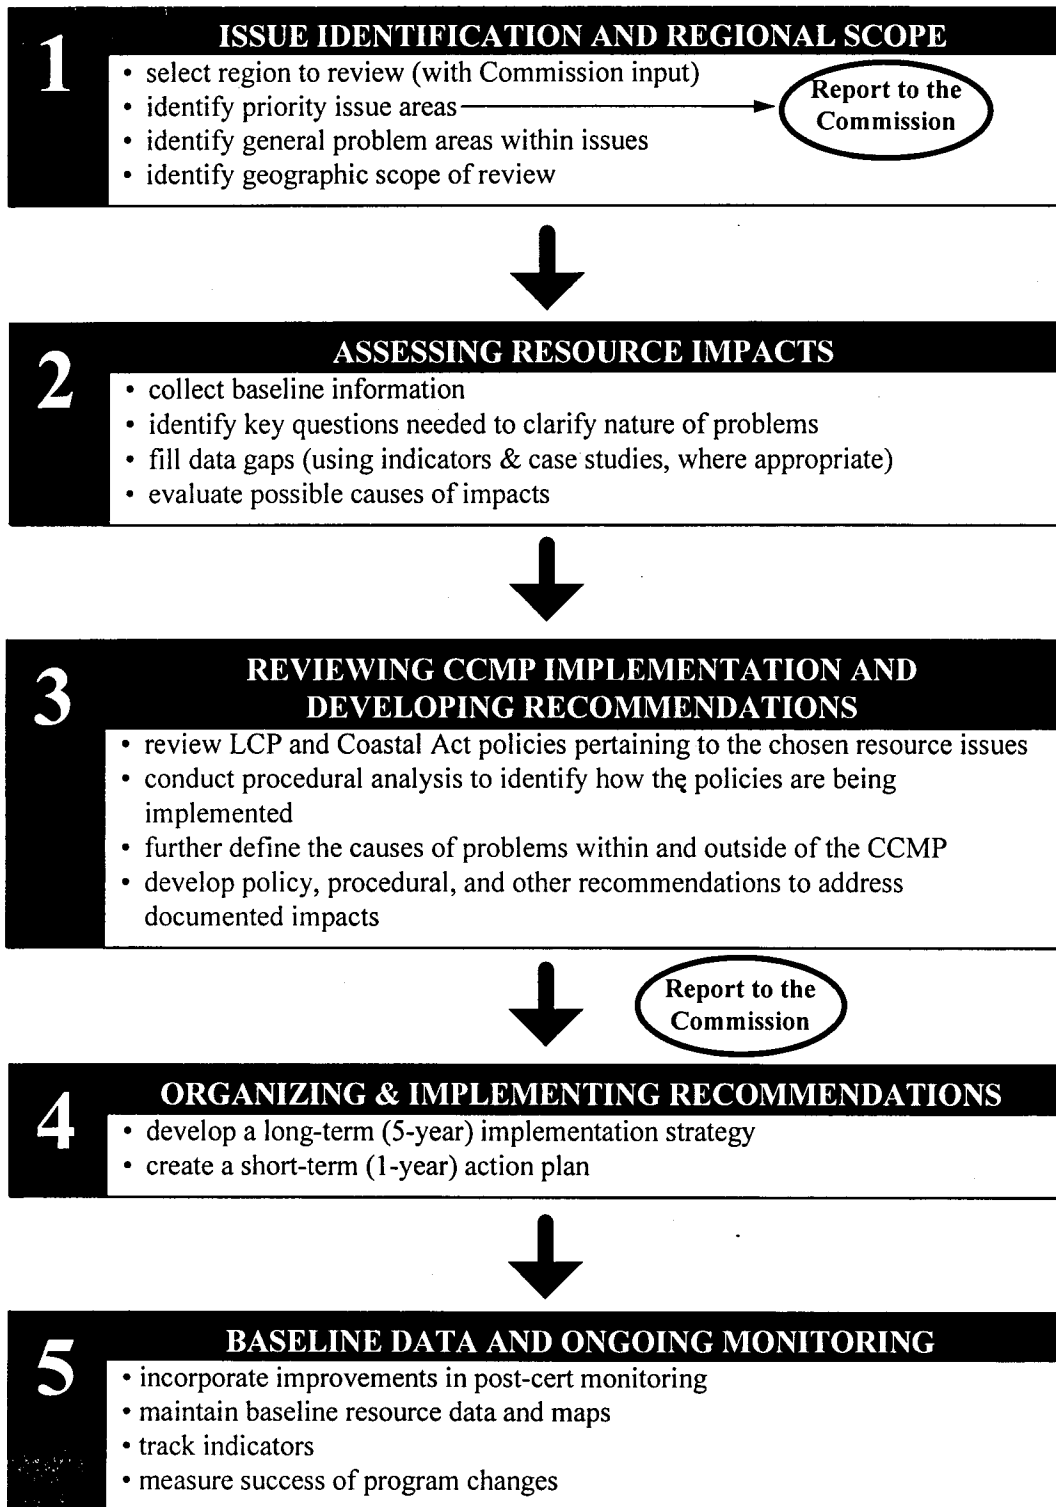 1
ISSUE IDENTIFICATION AND REGIONAL SCOPE
• select region to review (with Commission input)
• identify priority issue areas
Report to the
Commission
• identify general problem areas within issues
• identify geographic scope of review
2
ASSESSING RESOURCE IMPACTS
• collect baseline information
• identify key questions needed to clarify nature of problems
• fill data gaps (using indicators & case studies, where appropriate)
• evaluate possible causes of impacts
3
REVIEWING CCMP IMPLEMENTATION AND
DEVELOPING RECOMMENDATIONS
• review LCP and Coastal Act policies pertaining to the chosen resource issues
• conduct procedural analysis to identify how the policies are being
implemented
• further define the causes of problems within and outside of the CCMP
• develop policy, procedural, and other recommendations to address
documented impacts
Report to the
Commission
4
ORGANIZING & IMPLEMENTING RECOMMENDATIONS
• develop a long-term (5-year) implementation strategy
• create a short-term (1-year) action plan
5
BASELINE DATA AND ONGOING MONITORING
• incorporate improvements in post-cert monitoring
• maintain baseline resource data and maps
• track indicators
• measure success of program changes